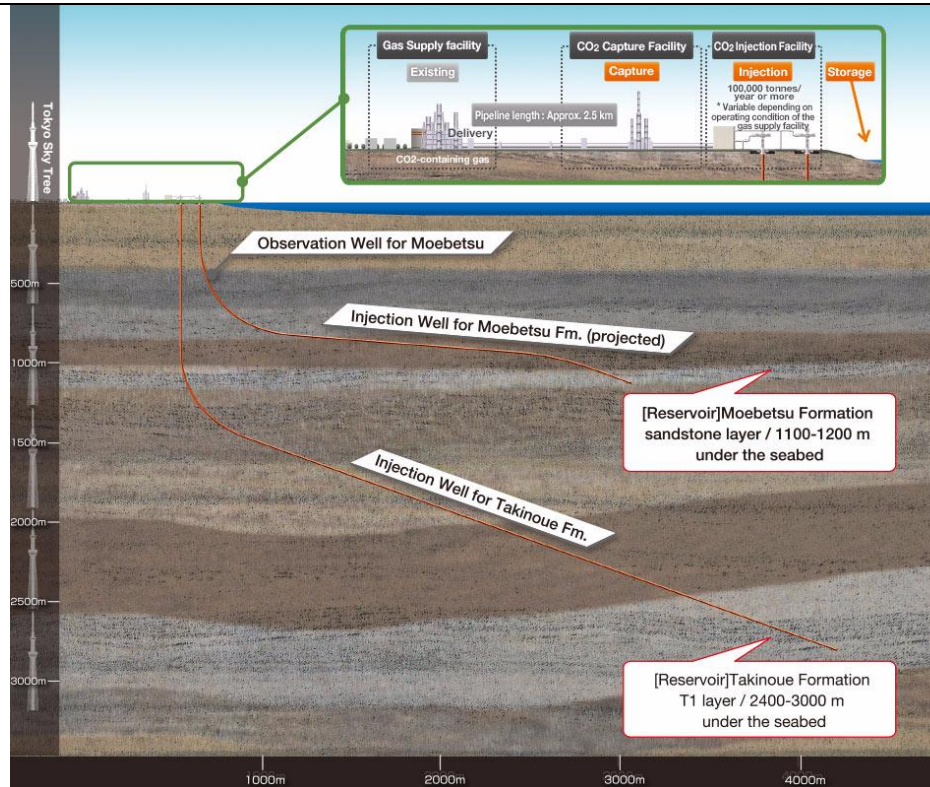 Gas Supply facility
Existing
CO2 Capture Facility
Capture
CO2 Injection Facility
Injection
Storage
100,000 tonnes/
year or more
* Variable depending on
operating condition of the
gas supply facility
Pipeline length : Approx. 2.5 km
Delivery
CO2-containing gas
Tokyo Sky Tree
Observation Well for Moebetsu
500m
Injection Well for Moebetsu Fm. (projected)
1000m
[Reservoir]Moebetsu Formation
sandstone layer / 1100-1200 m
under the seabed
1500m
Injection Well for Takinoue Fm.
2000m
2500m
[Reservoir]Takinoue Formation
T1 layer / 2400-3000 m
under the seabed
3000m
1000m
2000m
3000m
4000m